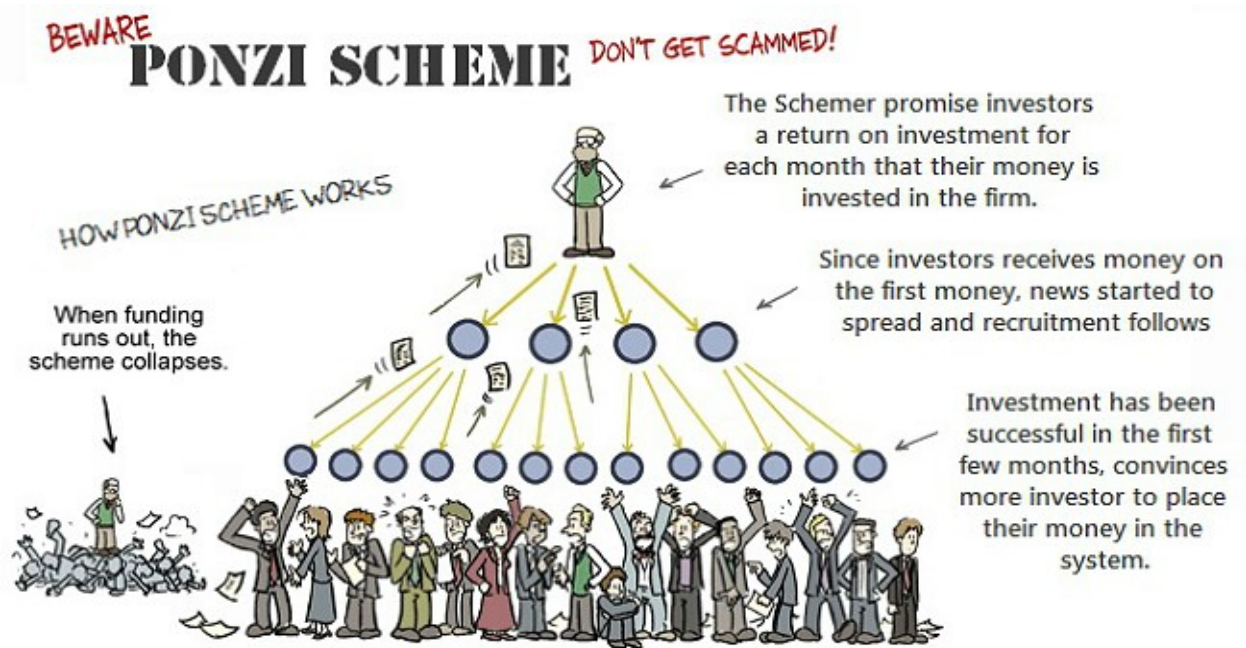 BEWARE
PONZI SCHEME
DON'T GET SCAMMED!
HOW PONZI SCHEME WORKS
The Schemer promise investors
a return on investment for
each month that their money is
invested in the firm.
Since investors receives money on
the first money, news started to
spread and recruitment follows
Investment has been
successful in the first
few months, convinces
more investor to place
their money in the
system.
When funding
runs out, the
scheme collapses.